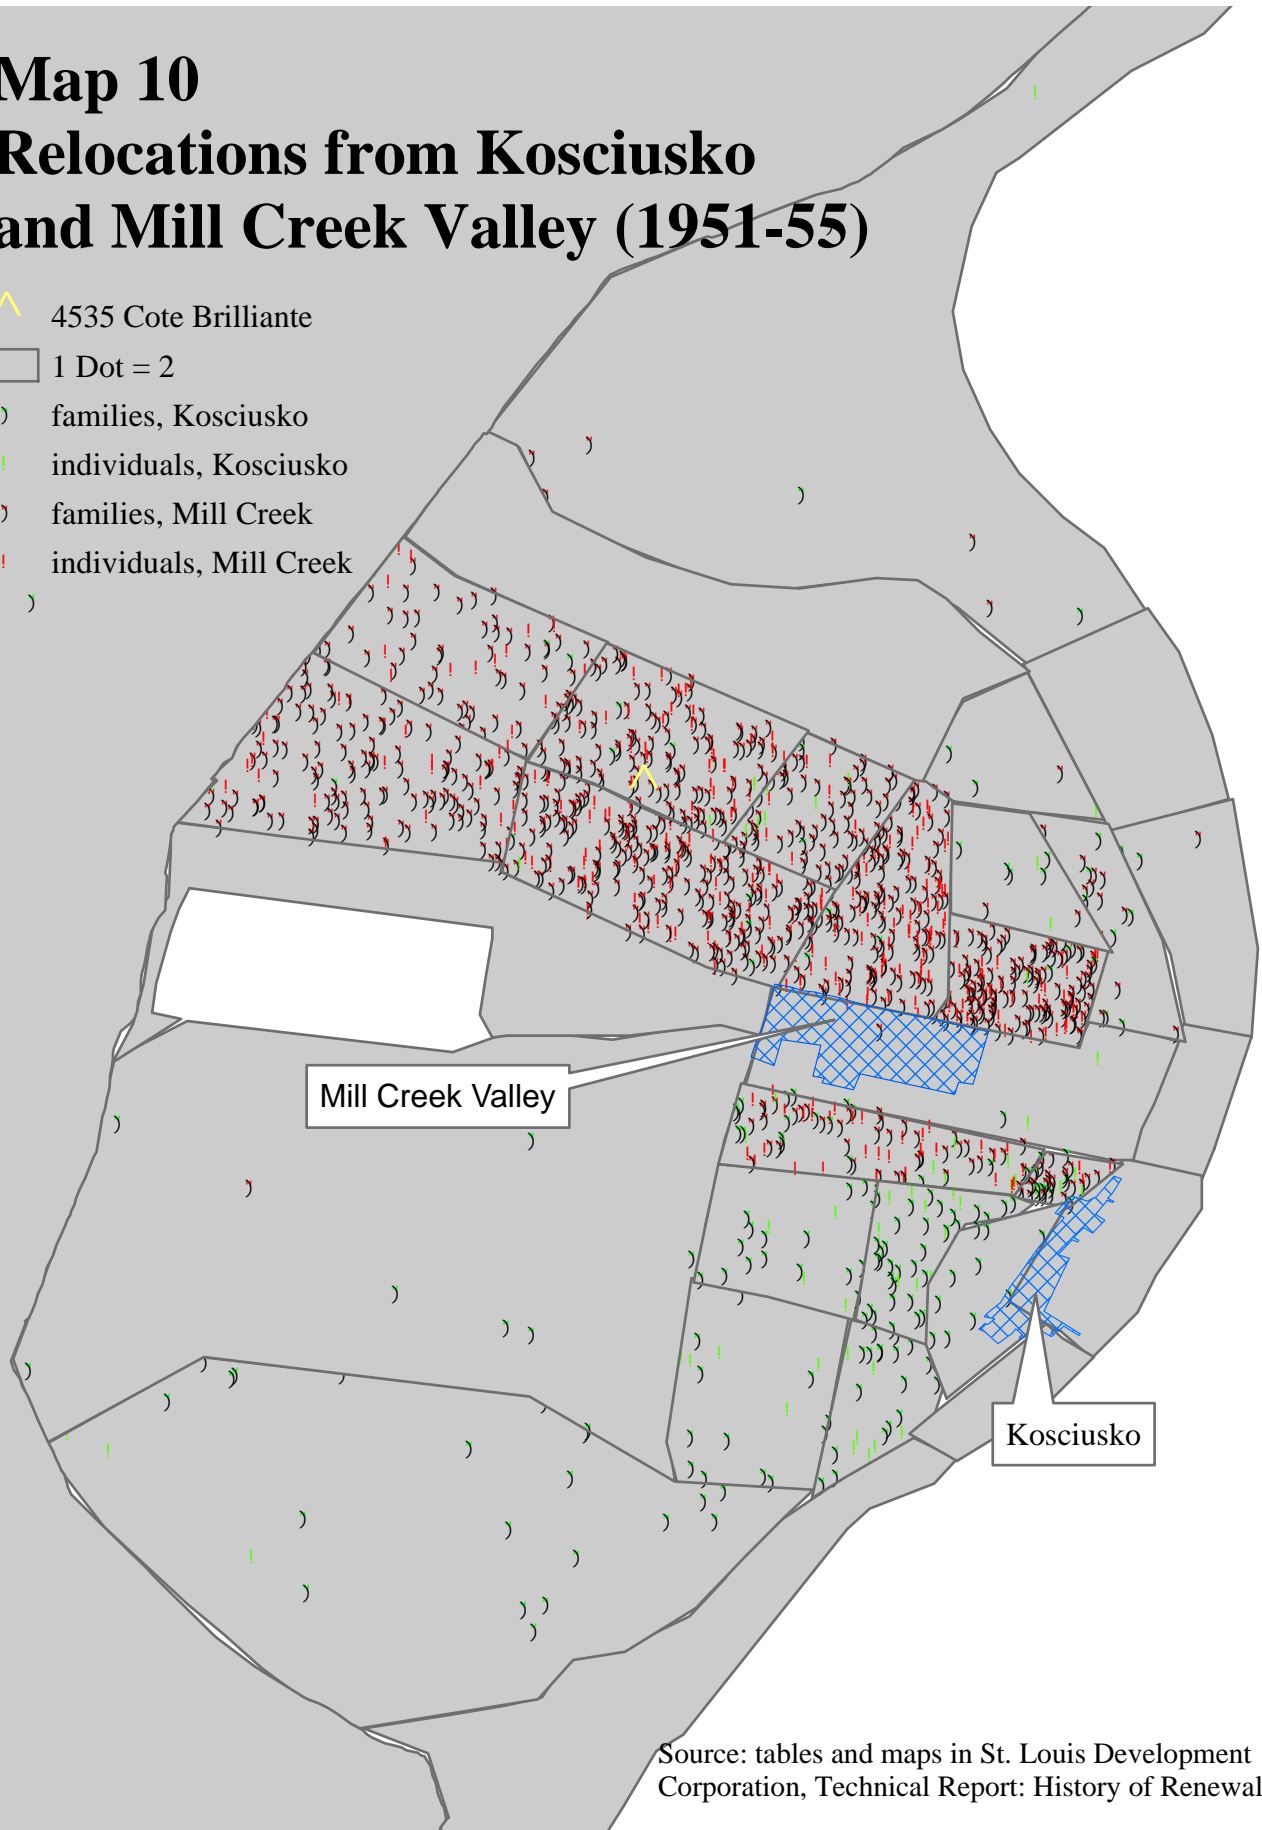 Map 10
Relocations from Kosciusko
and Mill Creek Valley (1951-55)
4535 Cote Brilliante
1 Dot = 2
families, Kosciusko
individuals, Kosciusko
families, Mill Creek
individuals, Mill Creek
Mill Creek Valley
Kosciusko
Source: tables and maps in St. Louis Development
Corporation, Technical Report: History of Renewal